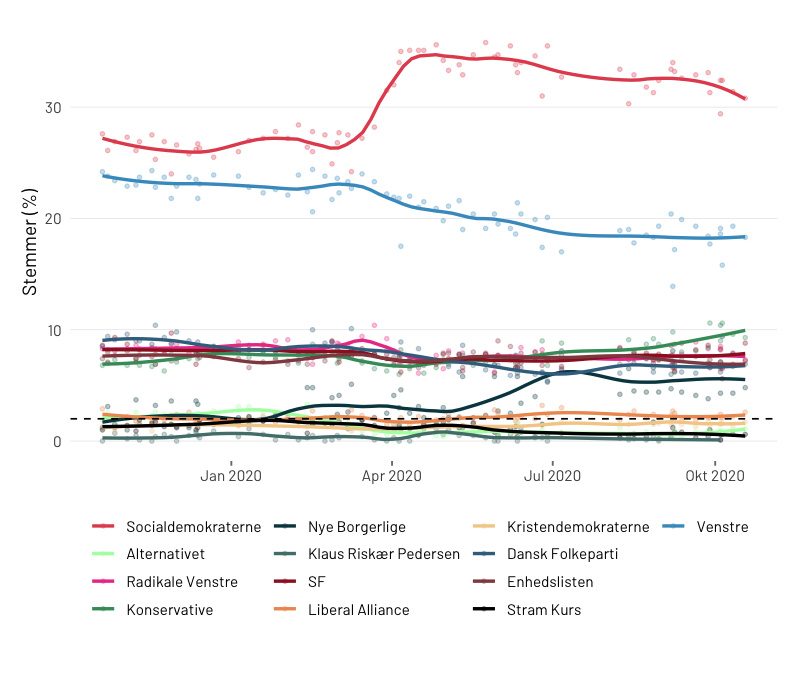 30
20
10
0
Stemmer (%)
Jan 2020 Apr 2020 Jul 2020 Okt 2020
Socialdemokraterne Nye Borgerlige Kristendemokraterne Venstre
Alternativet Klaus Riskær Pedersen Dansk Folkeparti
Radikale Venstre SF Enhedslisten
Konservative Liberal Alliance Stram Kurs